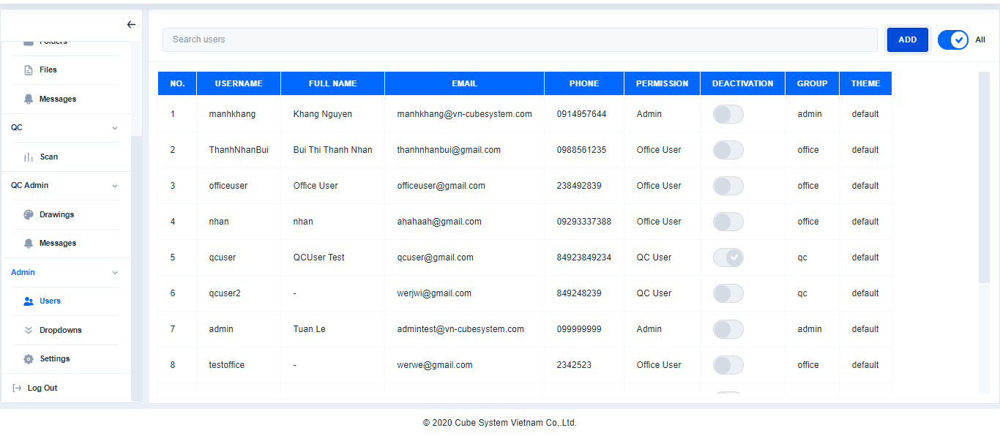 Folders
Files
Messages
QC
Scan
QC Admin
Drawings
Messages
Admin
Users
Dropdowns
Settings
Log Out
Search users
ADD
All
NO. USERNAME FULL NAME EMAIL PHONE PERMISSION DEACTIVATION GROUP THEME
1 manhkhang Khang Nguyen manhkhang@vn-cubesystem.com 0914957644 Admin admin default
2 ThanhNhanBui Bui Thi Thanh Nhan thanhnhanbui@gmail.com 0988561235 Office User office default
3 officeuser Office User officeuser@gmail.com 238492839 Office User office default
4 nhan nhan ahahaah@gmail.com 09293337388 Office User office default
5 qcuser QCUser Test qcuser@gmail.com 84923849234 QC User qc default
6 qcuser2 - werjwi@gmail.com 849248239 QC User qc default
7 admin Tuan Le admintest@vn-cubesystem.com 099999999 Admin admin default
8 testoffice - werwe@gmail.com 2342523 Office User office default
© 2020 Cube System Vietnam Co,.Ltd.